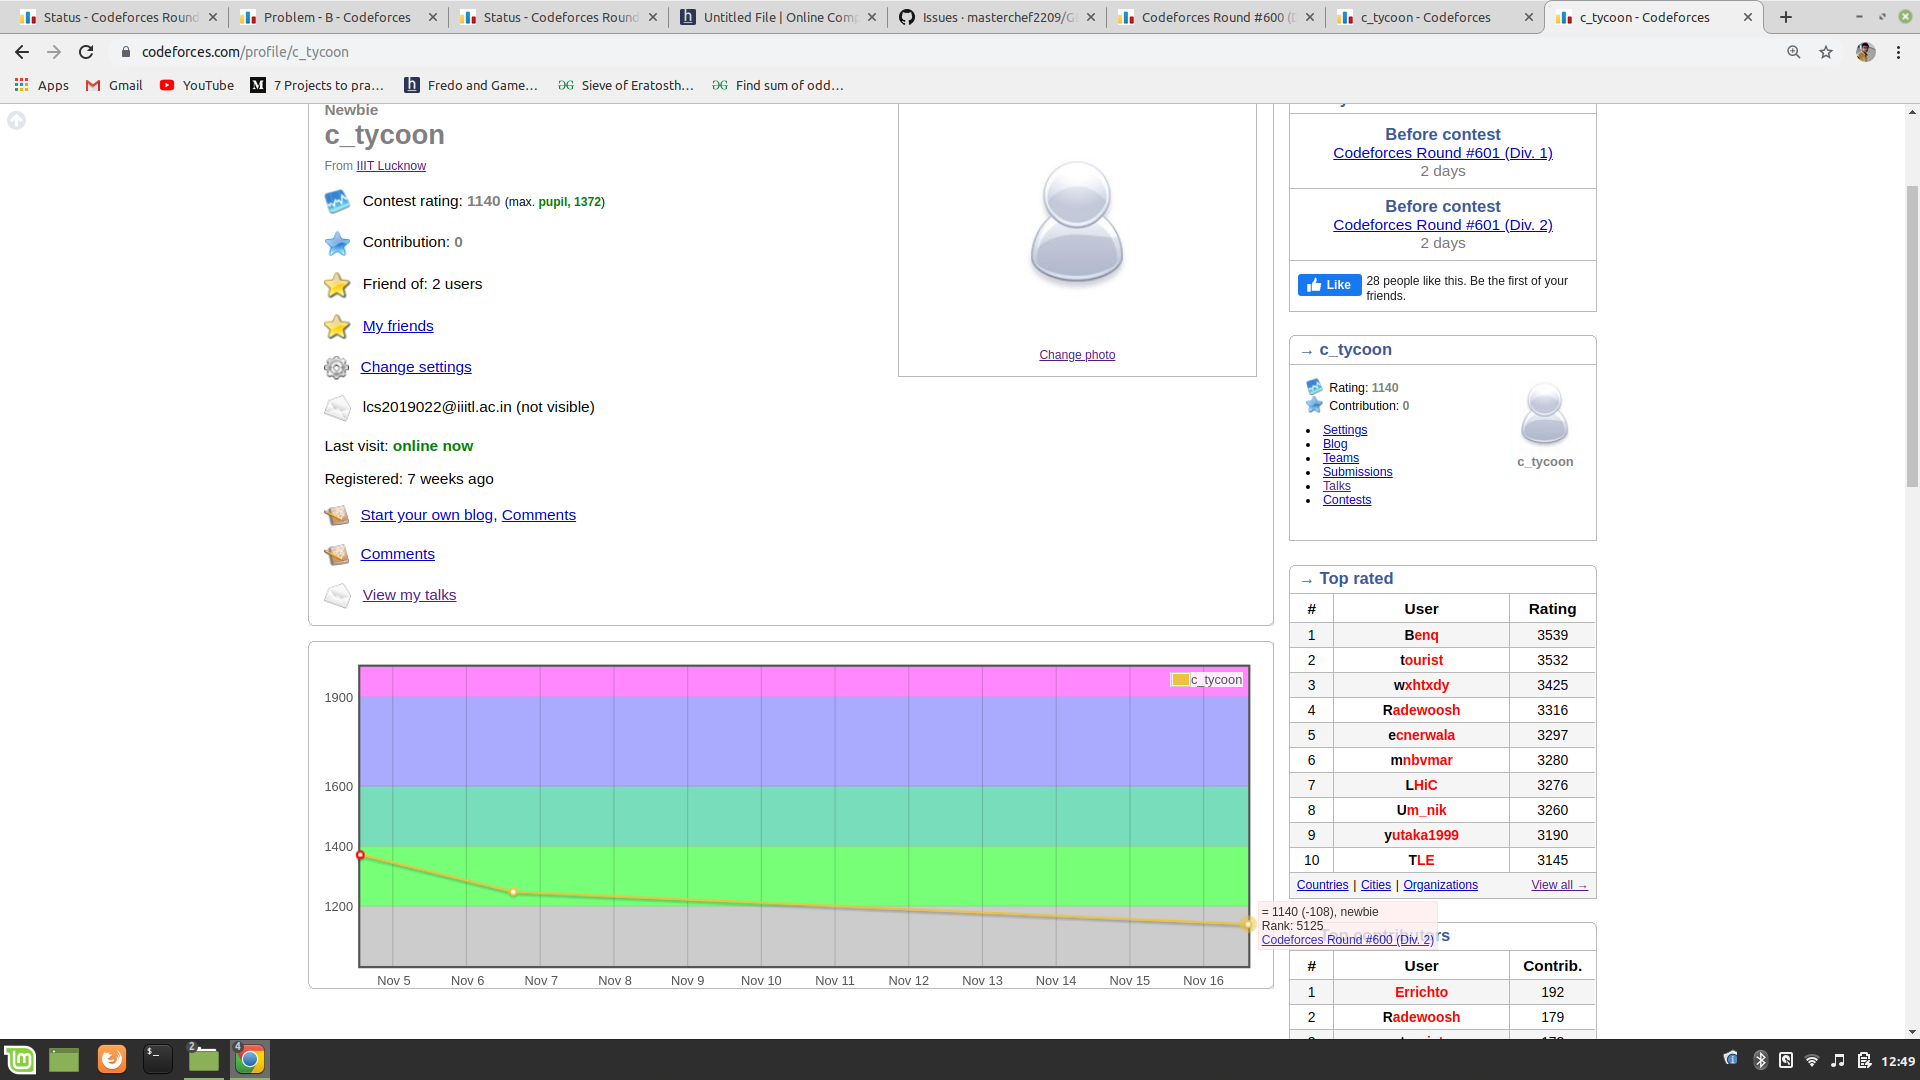 Status - Codeforces Round
Problem - B - Codeforces
Status - Codeforces Round
Untitled File | Online Comp
Issues · masterchef2209/G
Codeforces Round #600 (D
c_tycoon - Codeforces
c_tycoon - Codeforces
codeforces.com/profile/c_tycoon
Apps
Gmail
YouTube
7 Projects to pra...
Fredo and Game...
Sieve of Eratosth...
Find sum of odd...
Newbie
c_tycoon
From IIIT Lucknow
Contest rating: 1140 (max. pupil, 1372)
Contribution: 0
Friend of: 2 users
My friends
Change settings
lcs2019022@iiitl.ac.in (not visible)
Last visit: online now
Registered: 7 weeks ago
Start your own blog, Comments
Comments
View my talks
Change photo
c_tycoon
1900
1600
1400
1200
Nov 5
Nov 6
Nov 7
Nov 8
Nov 9
Nov 10
Nov 11
Nov 12
Nov 13
Nov 14
Nov 15
Nov 16
= 1140 (-108), newbie
Rank: 5125
Codeforces Round #600 (Div. 2)
Before contest
Codeforces Round #601 (Div. 1)
2 days
Before contest
Codeforces Round #601 (Div. 2)
2 days
Like
28 people like this. Be the first of your
friends.
→ c_tycoon
Rating: 1140
Contribution: 0
Settings
Blog
Teams
Submissions
Talks
Contests
c_tycoon
→ Top rated
# User Rating
1 Benq 3539
2 tourist 3532
3 wxhtxdy 3425
4 Radewoosh 3316
5 ecnerwala 3297
6 mnbvmar 3280
7 LHiC 3276
8 Um_nik 3260
9 yutaka1999 3190
10 TLE 3145
Countries | Cities | Organizations
View all →
Top contributors
# User Contrib.
1 Errichto 192
2 Radewoosh 179
2
4
12:49